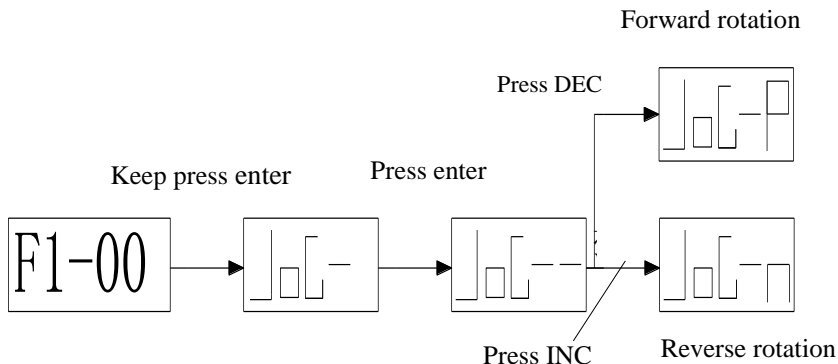 Forward rotation
Press DEC
JoG-P
Keep press enter
Press enter
F1-00
JoG-
JoG--
JoG-n
Press INC
Reverse rotation